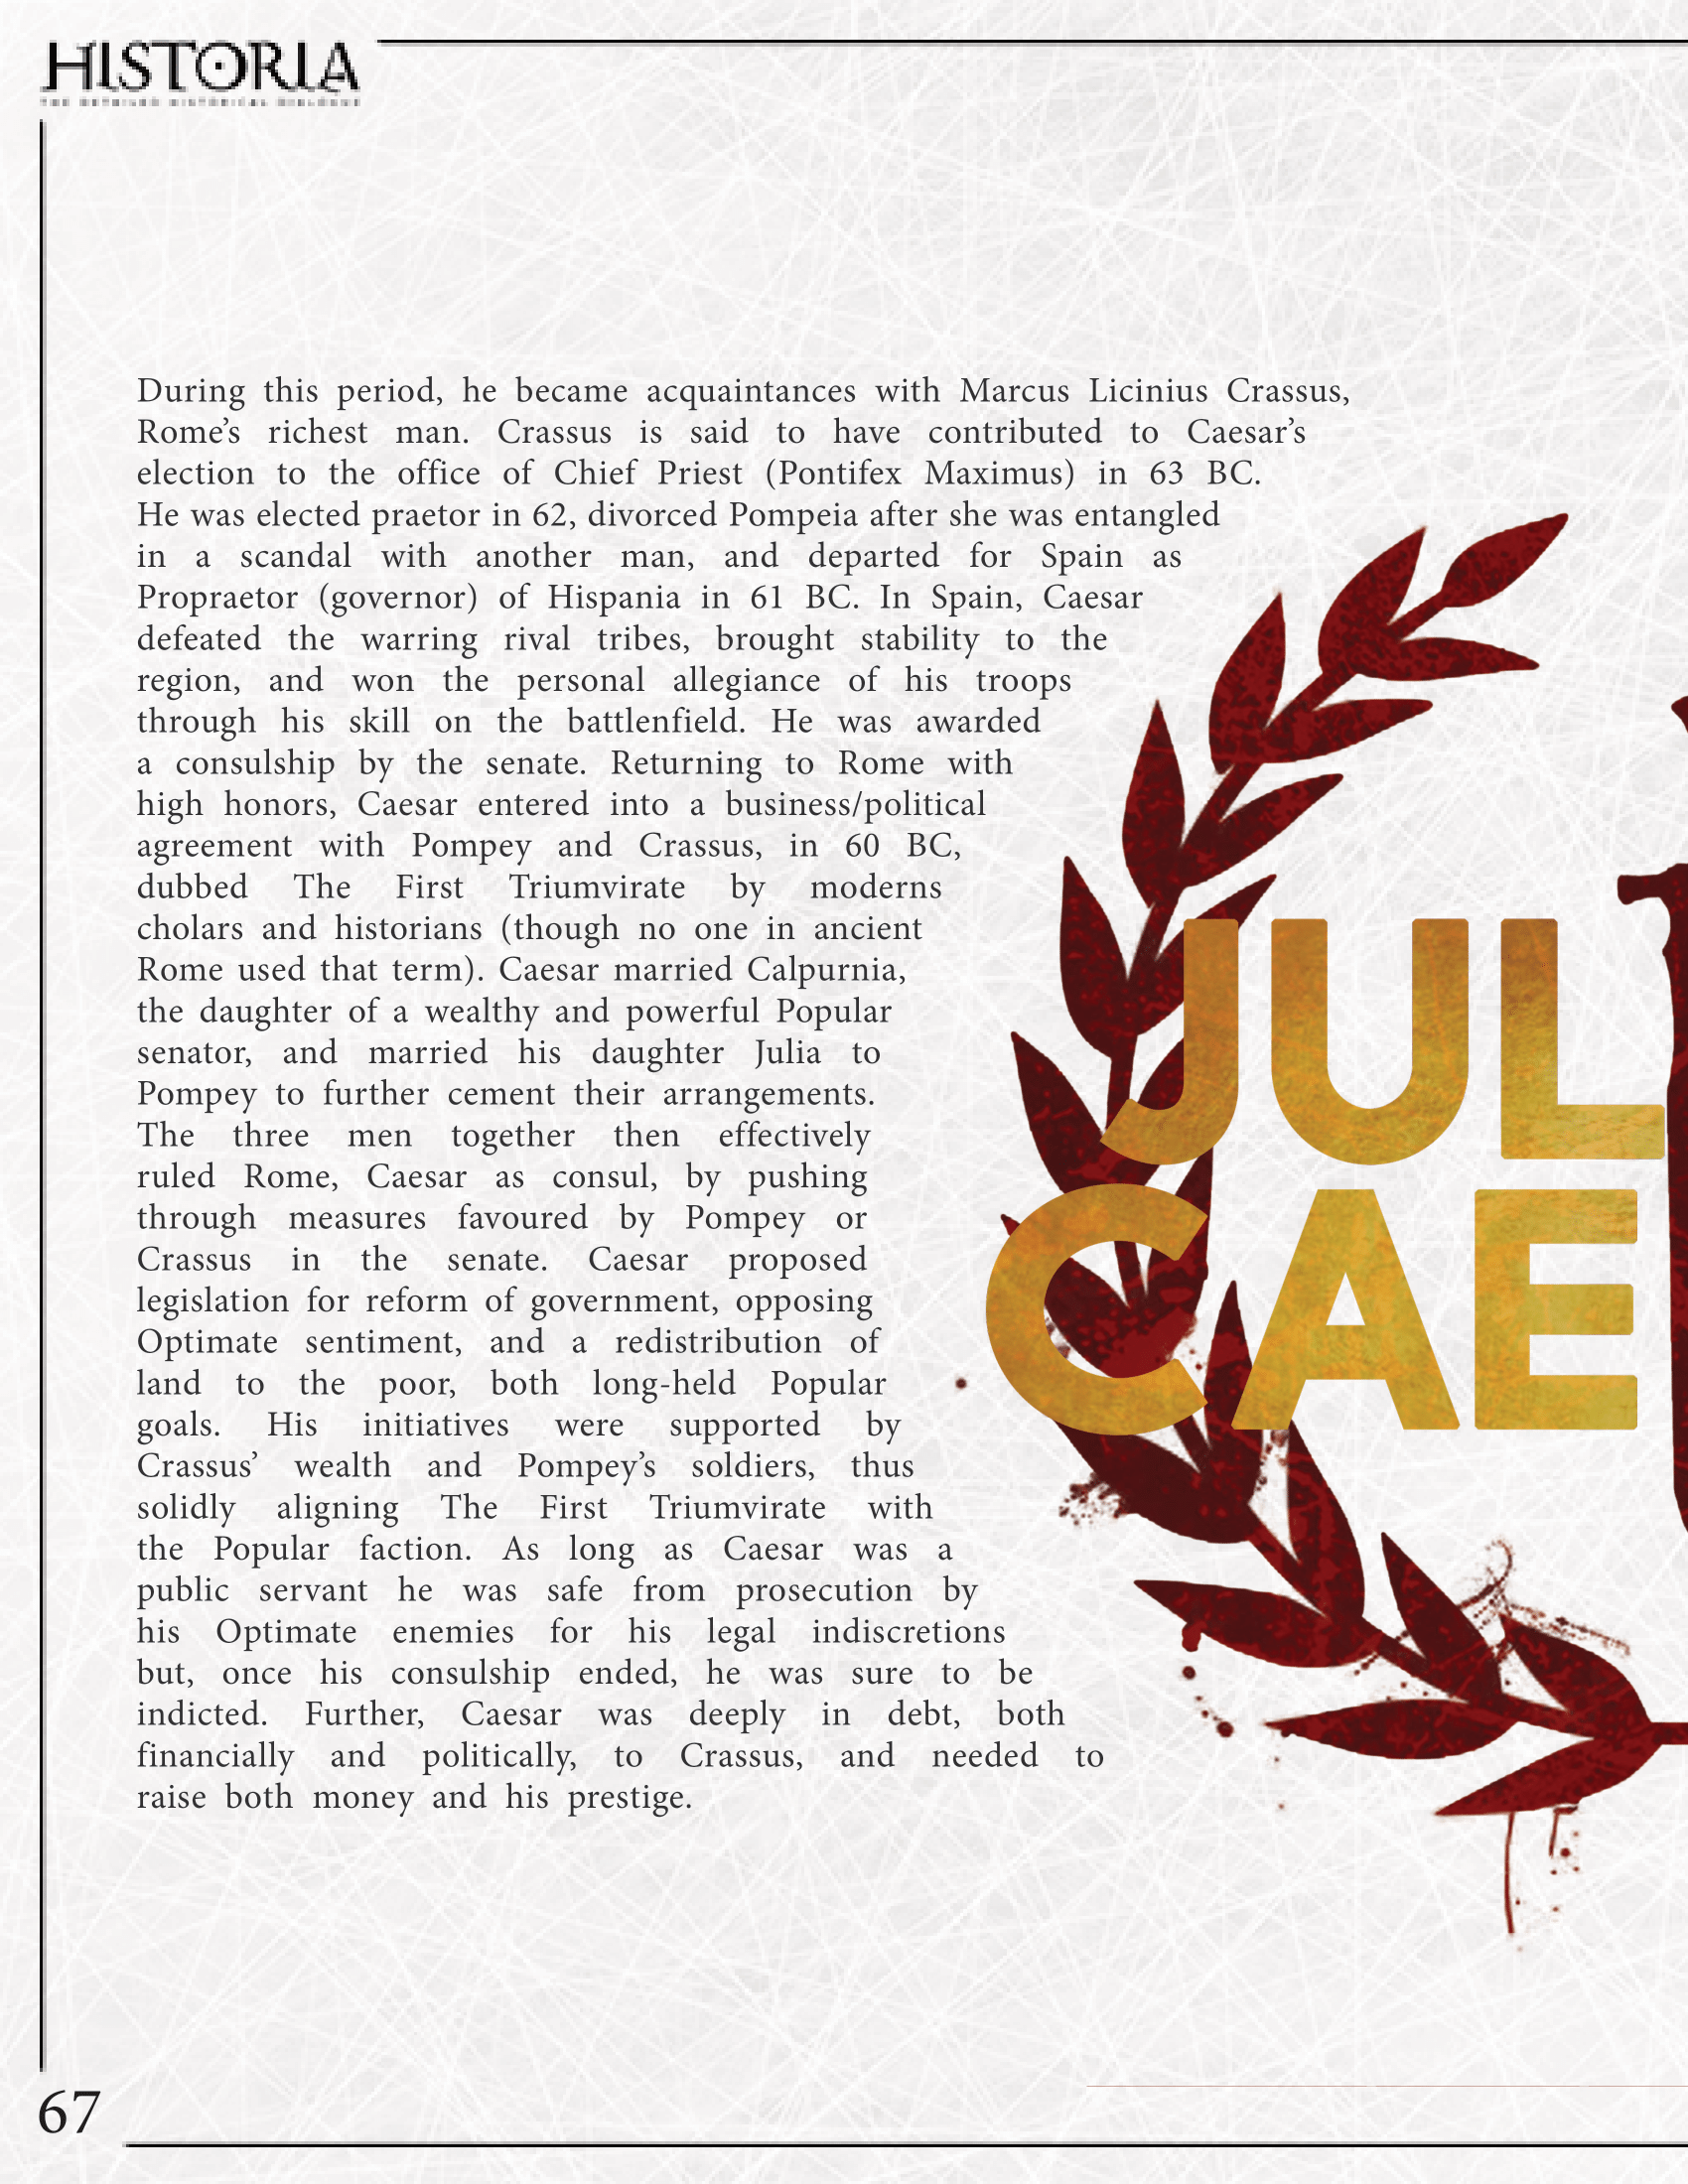 HISTORIA
THE DETAILED HISTORICAL DIALOGUE
During this period, he became acquaintances with Marcus Licinius Crassus,
Rome’s richest man. Crassus is said to have contributed to Caesar’s
election to the office of Chief Priest (Pontifex Maximus) in 63 BC.
He was elected praetor in 62, divorced Pompeia after she was entangled
in a scandal with another man, and departed for Spain as
Propraetor (governor) of Hispania in 61 BC. In Spain, Caesar
defeated the warring rival tribes, brought stability to the
region, and won the personal allegiance of his troops
through his skill on the battlenfield. He was awarded
a consulship by the senate. Returning to Rome with
high honors, Caesar entered into a business/political
agreement with Pompey and Crassus, in 60 BC,
dubbed The First Triumvirate by moderns
cholars and historians (though no one in ancient
Rome used that term). Caesar married Calpurnia,
the daughter of a wealthy and powerful Popular
senator, and married his daughter Julia to
Pompey to further cement their arrangements.
The three men together then effectively
ruled Rome, Caesar as consul, by pushing
through measures favoured by Pompey or
Crassus in the senate. Caesar proposed
legislation for reform of government, opposing
Optimate sentiment, and a redistribution of
land to the poor, both long-held Popular
goals. His initiatives were supported by
Crassus’ wealth and Pompey’s soldiers, thus
solidly aligning The First Triumvirate with
the Popular faction. As long as Caesar was a
public servant he was safe from prosecution by
his Optimate enemies for his legal indiscretions
but, once his consulship ended, he was sure to be
indicted. Further, Caesar was deeply in debt, both
financially and politically, to Crassus, and needed to
raise both money and his prestige.
JUL
CAE
67